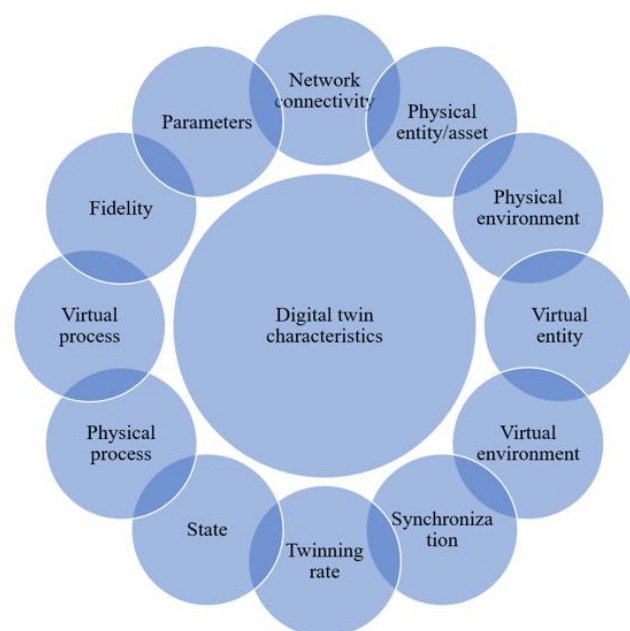 Network
connectivity
Physical
entity/asset
Physical
environment
Virtual
entity
Virtual
environment
Synchroniza
tion
Twinning
rate
State
Physical
process
Virtual
process
Fidelity
Parameters
Digital twin
characteristics